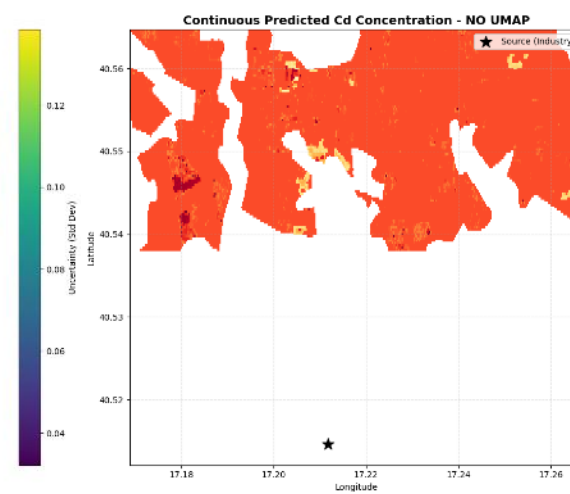 Continuous Predicted Cd Concentration - NO UMAP
Source (Industry
0.12
0.10
0.08
0.06
0.04
Uncertainty (Std Dev)
Latitude
40.56
40.55
40.54
40.53
40.52
17.18 17.20 17.22 17.24 17.26
Longitude